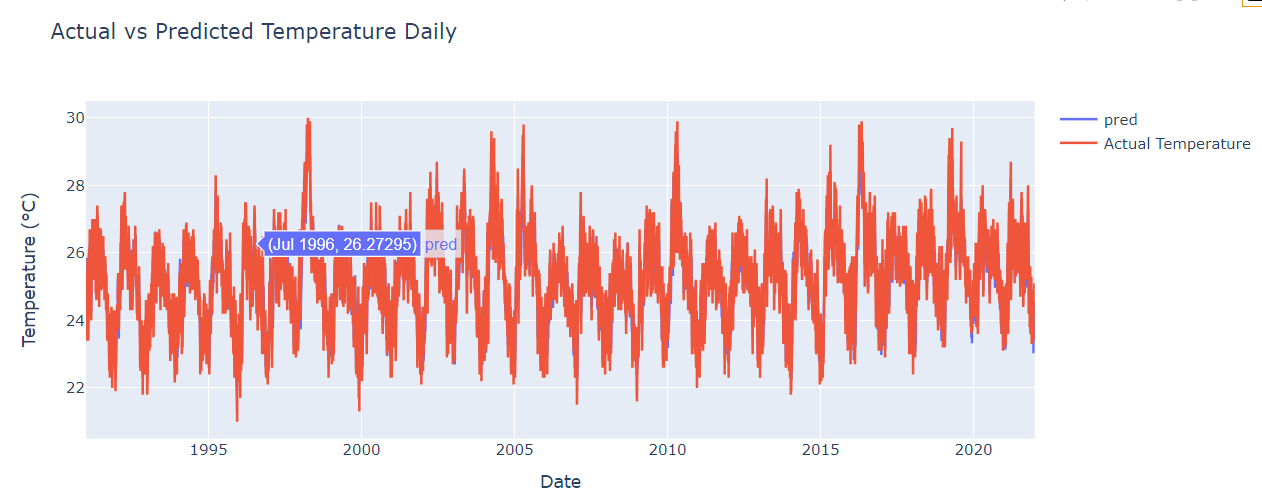 Actual vs Predicted Temperature Daily
pred
Actual Temperature
30
28
26
24
22
(Jul 1996, 26.27295) pred
Temperature (°C)
1995
2000
2005
2010
2015
2020
Date